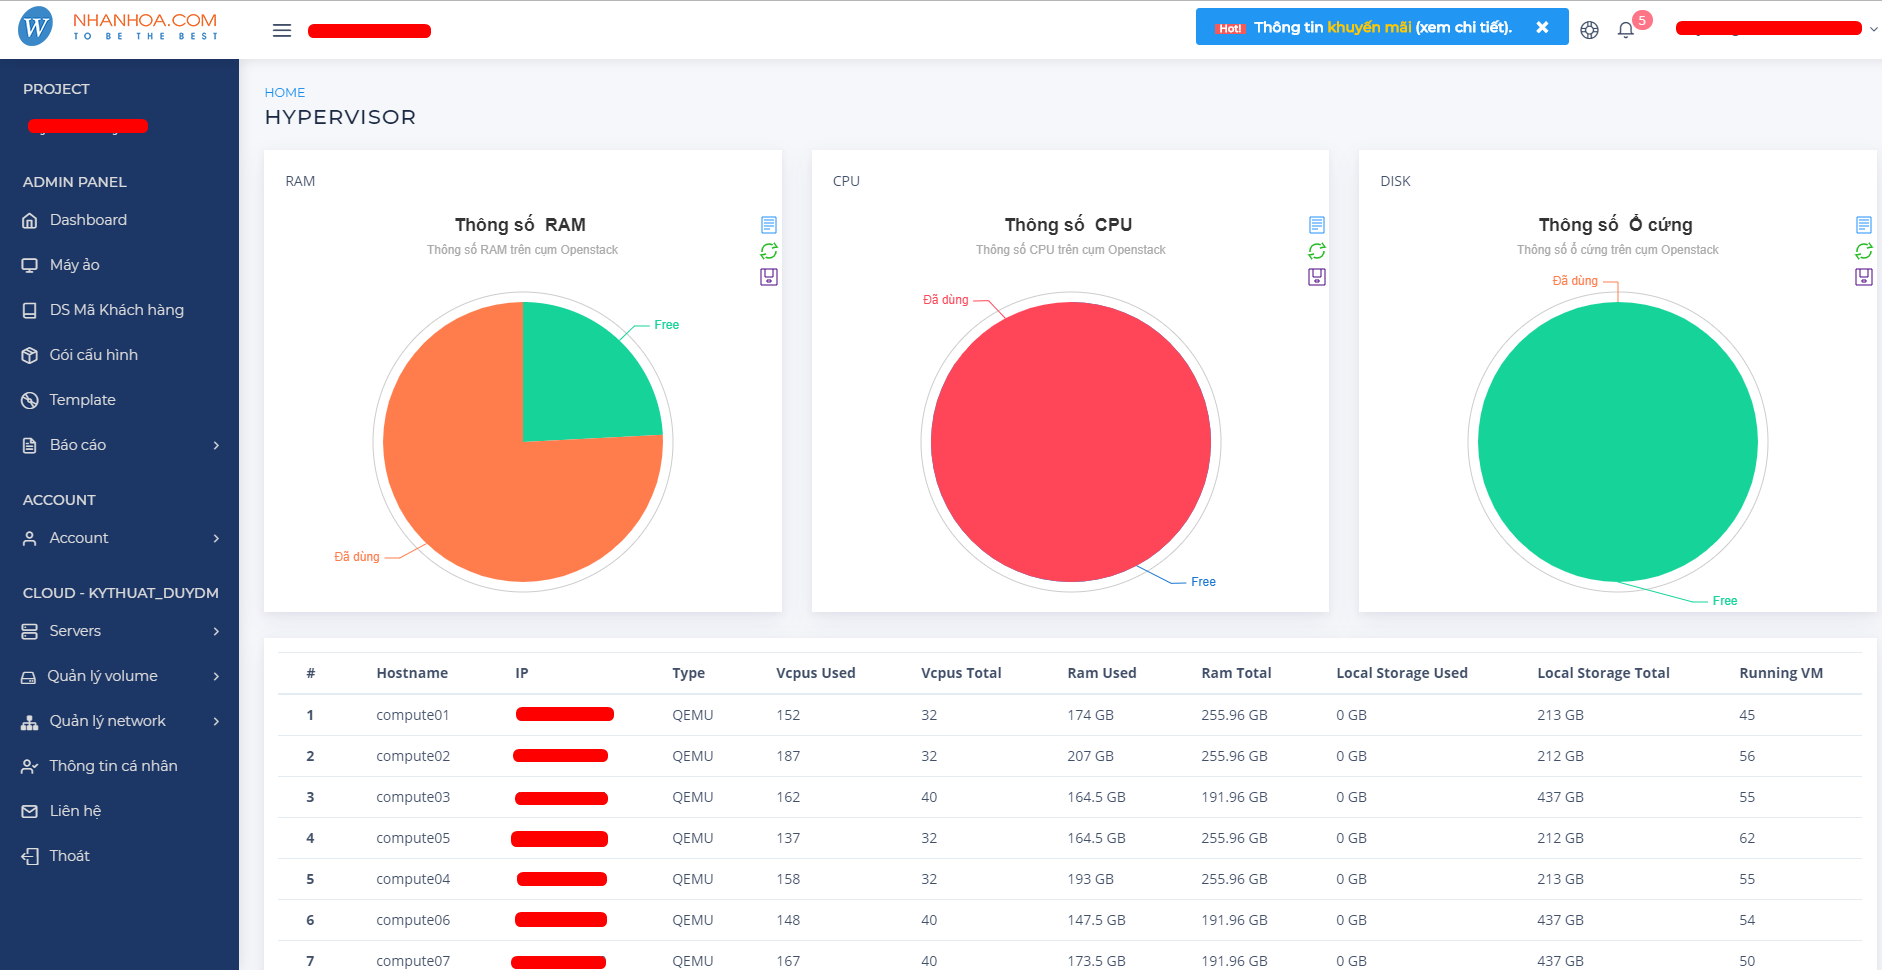 W NHANHOA.COM
TO BE THE BEST
Hot! Thông tin khuyến mãi (xem chi tiết).
5
PROJECT
ADMIN PANEL
Dashboard
Máy ảo
DS Mã Khách hàng
Gói cấu hình
Template
Báo cáo
ACCOUNT
Account
CLOUD - KYTHUAT_DUYDM
Servers
Quản lý volume
Quản lý network
Thông tin cá nhân
Liên hệ
Thoát
HOME
HYPERVISOR
RAM
Thông số RAM
Thông số RAM trên cụm Openstack
Free
Đã dùng
CPU
Thông số CPU
Thông số CPU trên cụm Openstack
Đã dùng
Free
DISK
Thông số Ổ cứng
Thông số ổ cứng trên cụm Openstack
Đã dùng
Free
# Hostname IP Type Vcpus Used Vcpus Total Ram Used Ram Total Local Storage Used Local Storage Total Running VM
1 compute01 QEMU 152 32 174 GB 255.96 GB 0 GB 213 GB 45
2 compute02 QEMU 187 32 207 GB 255.96 GB 0 GB 212 GB 56
3 compute03 QEMU 162 40 164.5 GB 191.96 GB 0 GB 437 GB 55
4 compute05 QEMU 137 32 164.5 GB 255.96 GB 0 GB 212 GB 62
5 compute04 QEMU 158 32 193 GB 255.96 GB 0 GB 213 GB 55
6 compute06 QEMU 148 40 147.5 GB 191.96 GB 0 GB 437 GB 54
7 compute07 QEMU 167 40 173.5 GB 191.96 GB 0 GB 437 GB 50